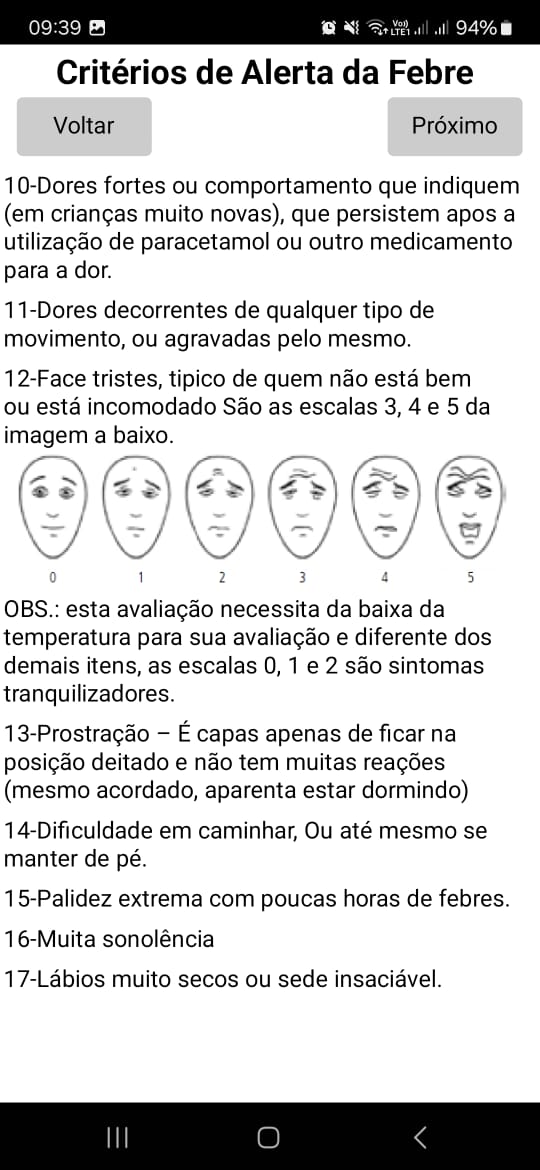 09:39
Vo))
LTE1
94%
Critérios de Alerta da Febre
Voltar
Próximo
10-Dores fortes ou comportamento que indiquem
(em crianças muito novas), que persistem apos a
utilização de paracetamol ou outro medicamento
para a dor.
11-Dores decorrentes de qualquer tipo de
movimento, ou agravadas pelo mesmo.
12-Face tristes, tipico de quem não está bem
ou está incomodado São as escalas 3, 4 e 5 da
imagem a baixo.
0 1 2 3 4 5
OBS.: esta avaliação necessita da baixa da
temperatura para sua avaliação e diferente dos
demais itens, as escalas 0, 1 e 2 são sintomas
tranquilizadores.
13-Prostração – É capas apenas de ficar na
posição deitado e não tem muitas reações
(mesmo acordado, aparenta estar dormindo)
14-Dificuldade em caminhar, Ou até mesmo se
manter de pé.
15-Palidez extrema com poucas horas de febres.
16-Muita sonolência
17-Lábios muito secos ou sede insaciável.